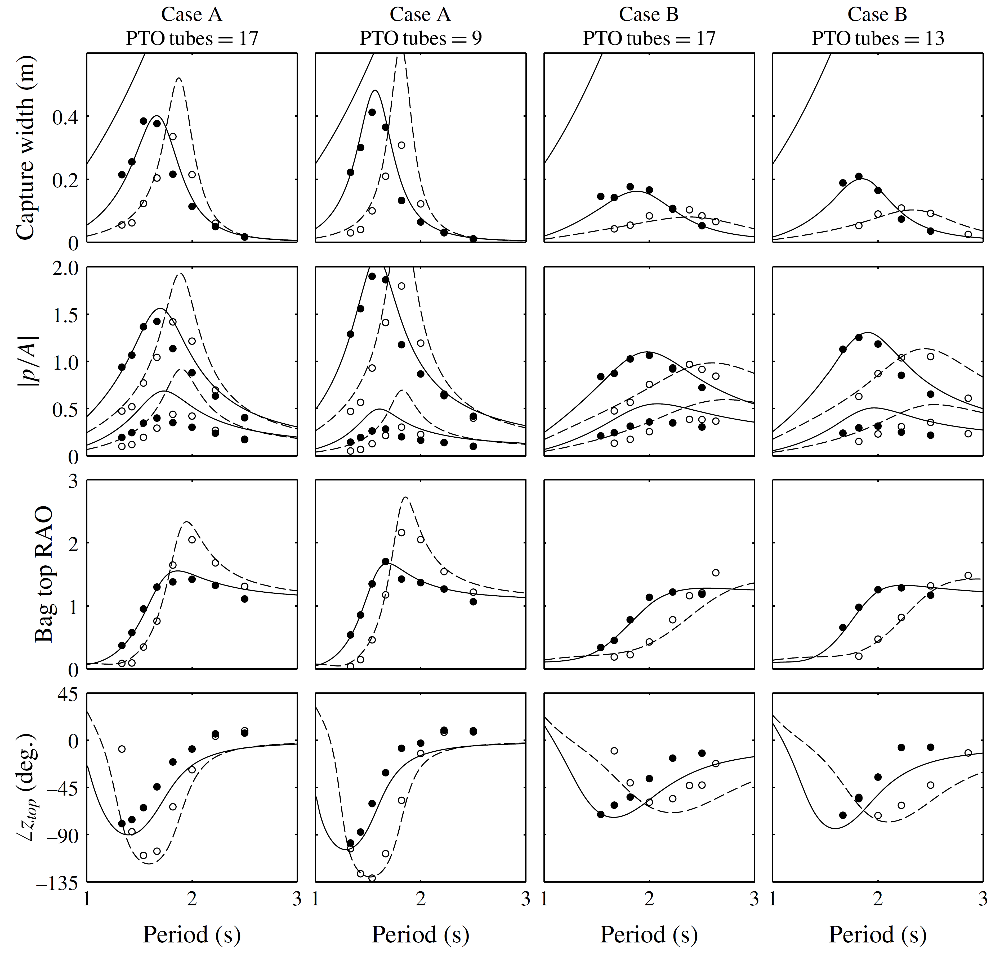 Case A
PTO tubes = 17
Case A
PTO tubes = 9
Case B
PTO tubes = 17
Case B
PTO tubes = 13
Capture width (m)
0.4
0.2
0
|p/A|
2.0
1.5
1.0
0.5
0
Bag top RAO
3
2
1
0
∠z_top (deg.)
45
0
–45
–90
–135
1 2 3
1 2 3
1 2 3
1 2 3
Period (s)
Period (s)
Period (s)
Period (s)